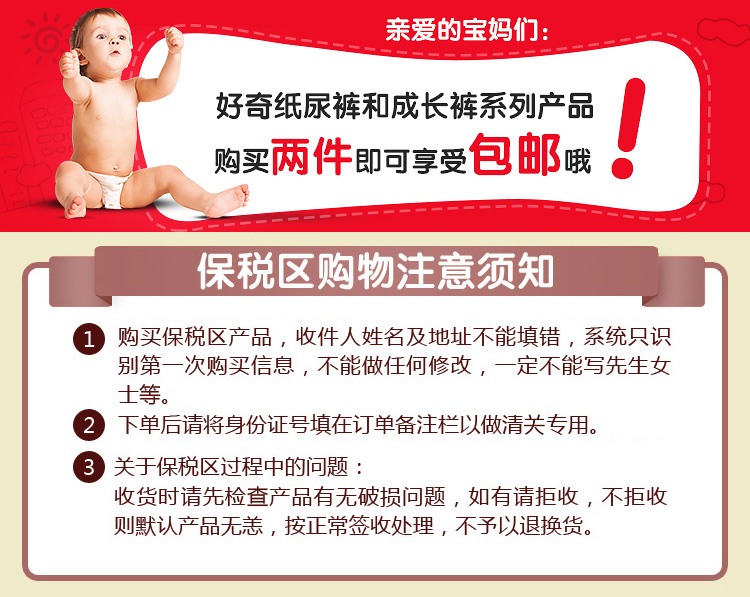 亲爱的宝妈们：
好奇纸尿裤和成长裤系列产品
购买两件即可享受包邮哦！
保税区购物注意须知
1 购买保税区产品，收件人姓名及地址不能填错，系统只识
别第一次购买信息，不能做任何修改，一定不能写先生女
士等。
2 下单后请将身份证号填在订单备注栏以做清关专用。
3 关于保税区过程中的问题：
收货时请先检查产品有无破损问题，如有请拒收，不拒收
则默认产品无恙，按正常签收处理，不予以退换货。